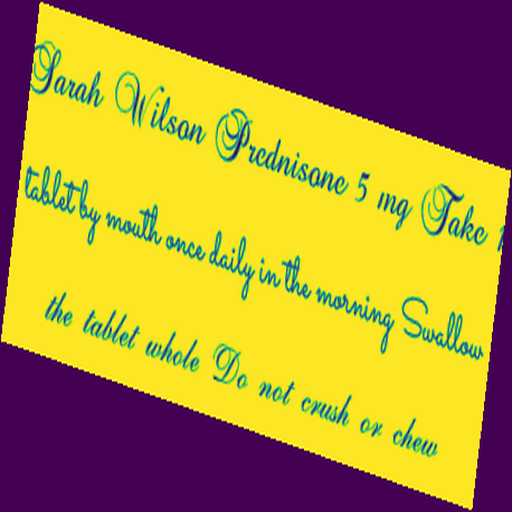 Sarah Wilson Prednisone 5 mg Take 1
tablet by mouth once daily in the morning Swallow
the tablet whole Do not crush or chew